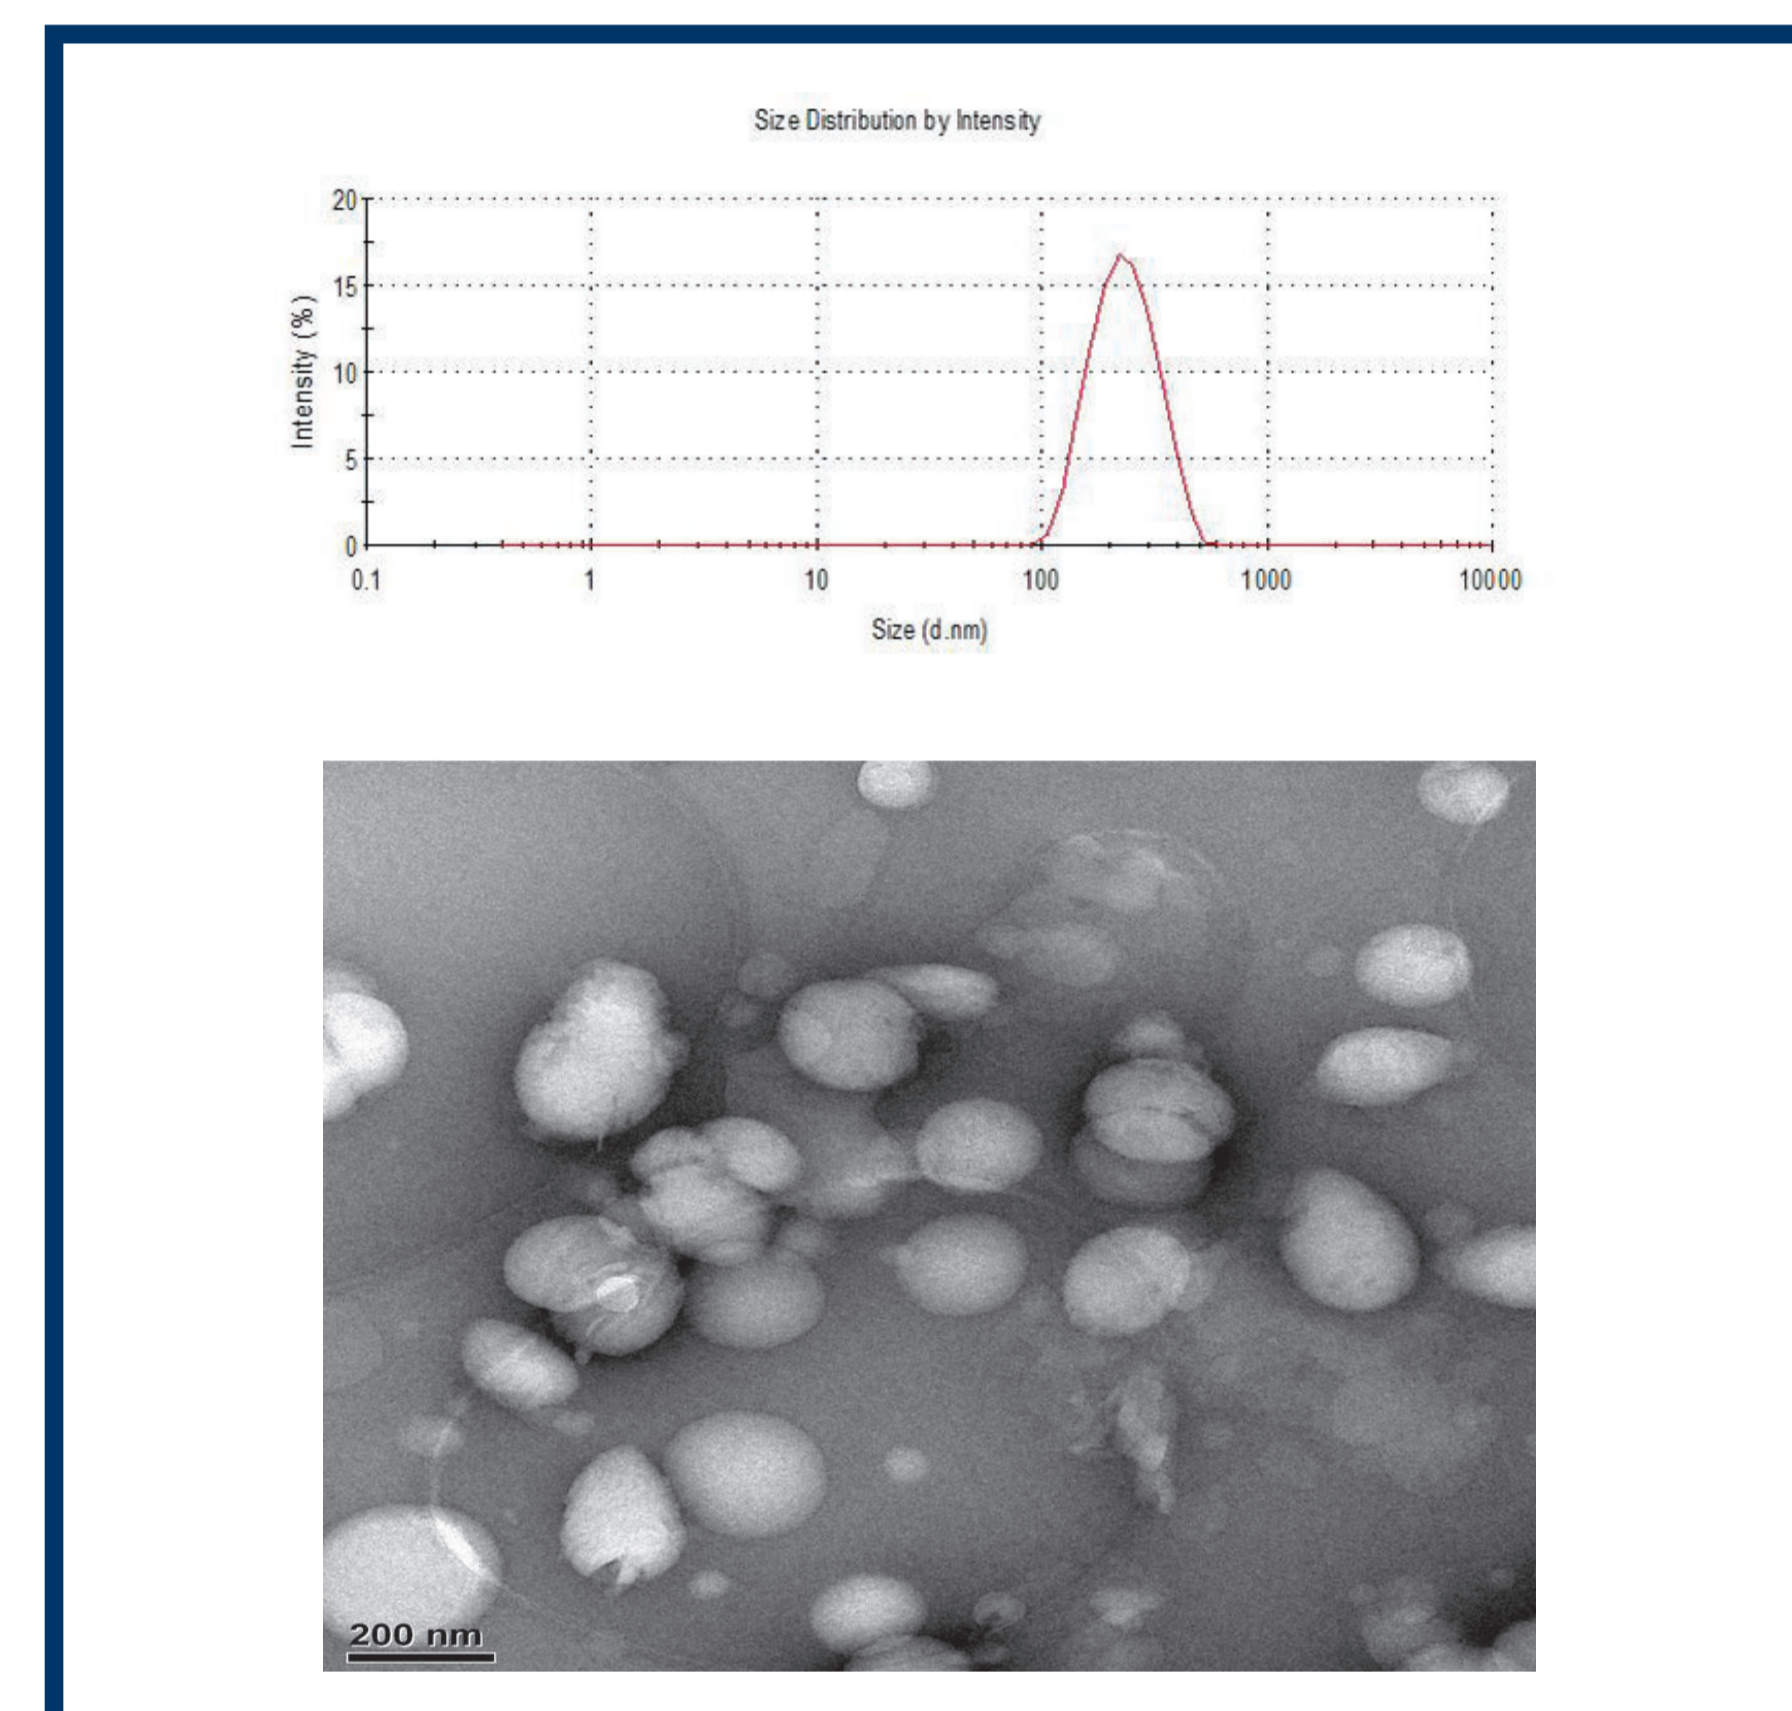 Size Distribution by Intensity
20
15
10
5
0
Intensity (%)
0.1 1 10 100 1000 10000
Size (d.nm)
200 nm